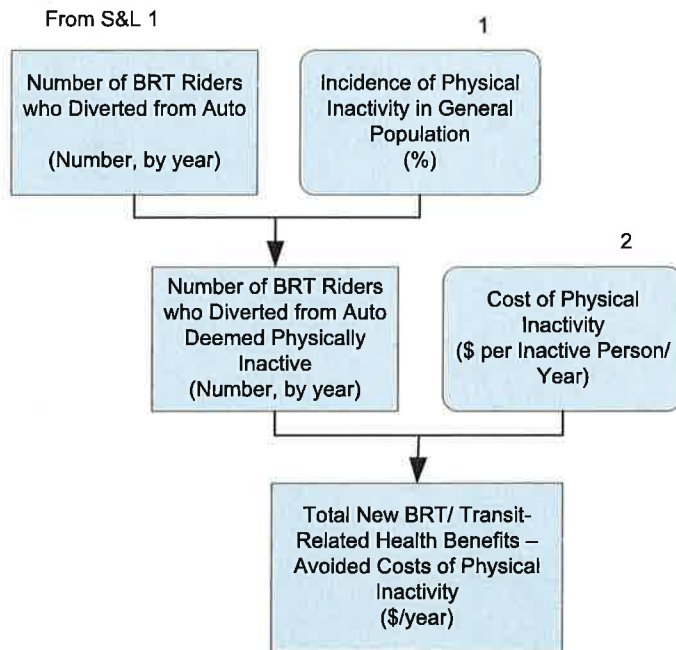 From S&L 1
1
Number of BRT Riders
who Diverted from Auto
(Number, by year)
Incidence of Physical
Inactivity in General
Population
(%)
2
Number of BRT Riders
who Diverted from Auto
Deemed Physically
Inactive
(Number, by year)
Cost of Physical
Inactivity
($ per Inactive Person/
Year)
Total New BRT/ Transit-
Related Health Benefits –
Avoided Costs of Physical
Inactivity
($/year)